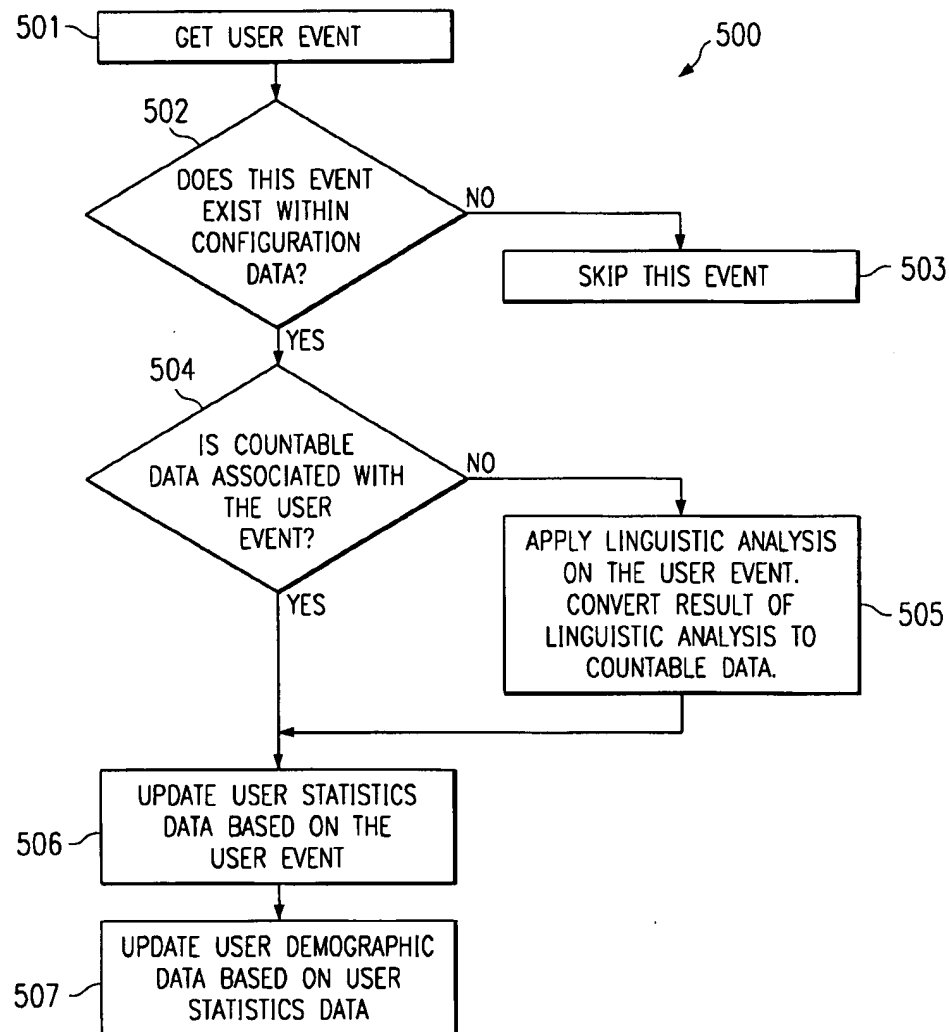 501
GET USER EVENT
500
502
DOES THIS EVENT
EXIST WITHIN
CONFIGURATION
DATA?
NO
SKIP THIS EVENT
503
YES
504
IS COUNTABLE
DATA ASSOCIATED WITH
THE USER
EVENT?
NO
APPLY LINGUISTIC ANALYSIS
ON THE USER EVENT.
CONVERT RESULT OF
LINGUISTIC ANALYSIS TO
COUNTABLE DATA.
505
YES
UPDATE USER STATISTICS
DATA BASED ON THE
USER EVENT
506
UPDATE USER DEMOGRAPHIC
DATA BASED ON USER
STATISTICS DATA
507